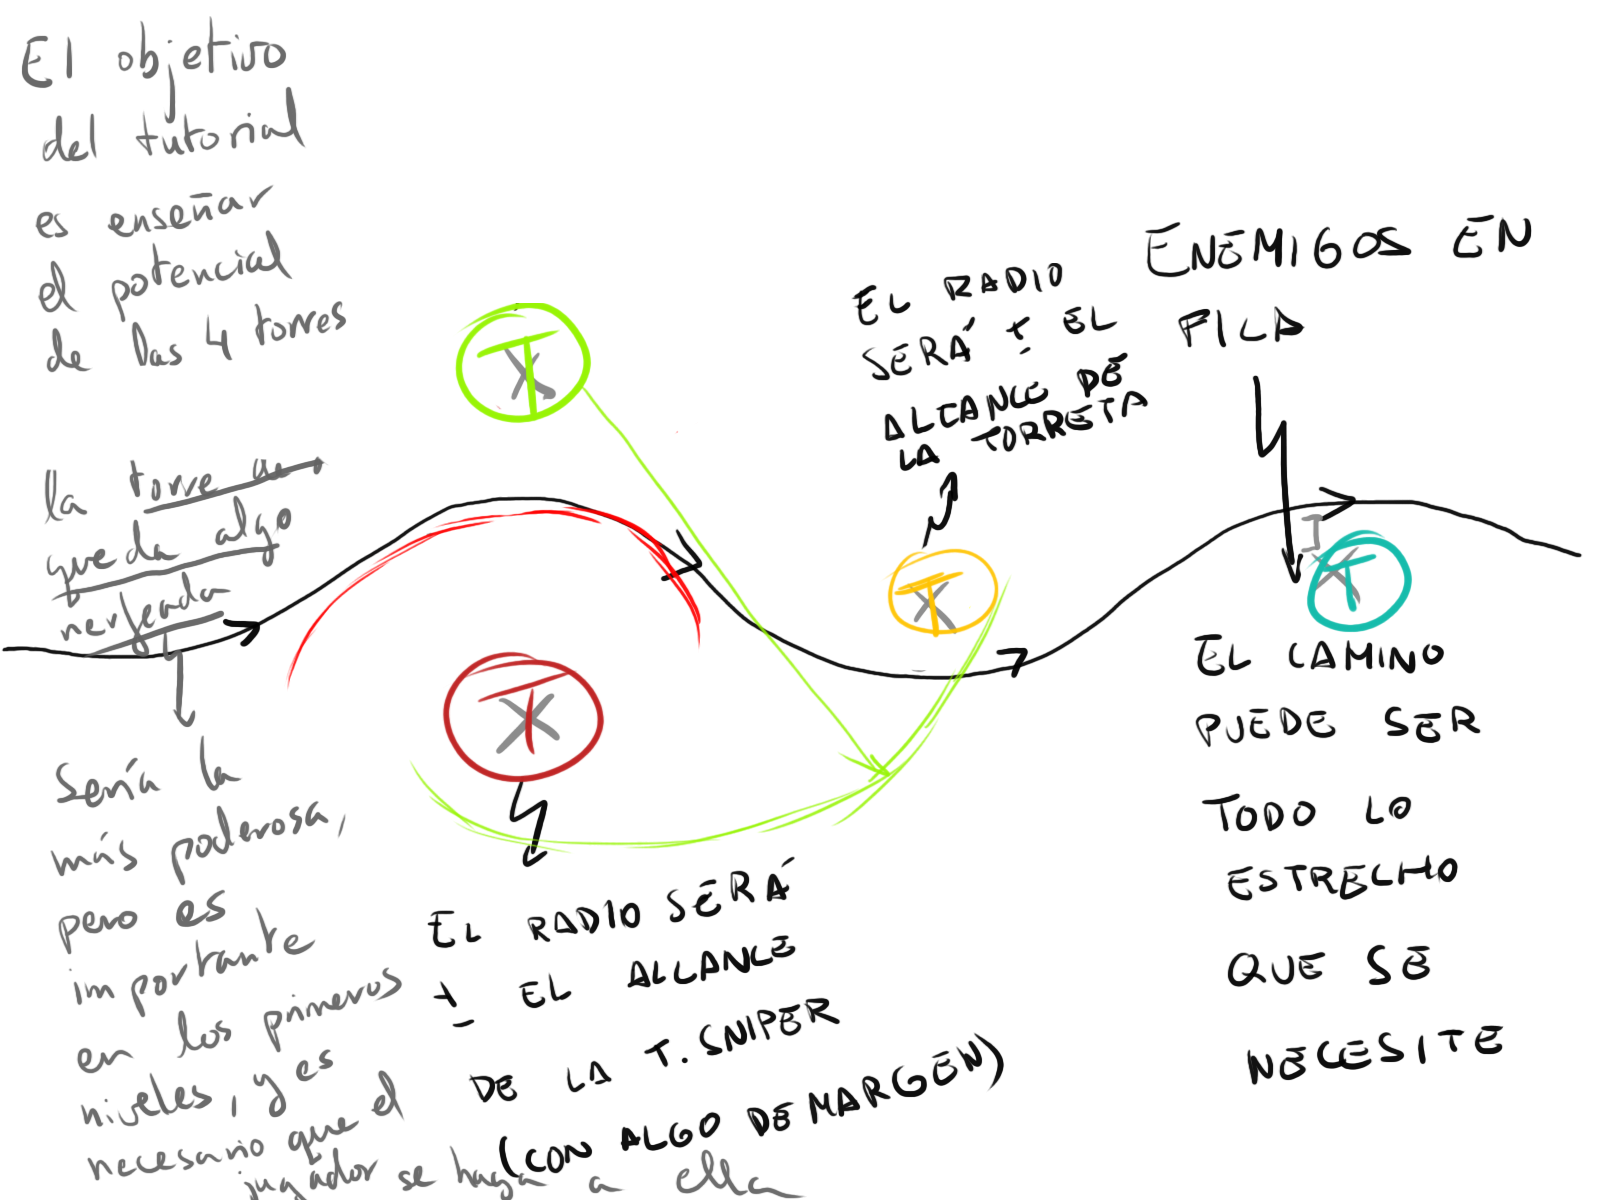 El objetivo
del tutorial
es enseñar
el potencial
de las 4 torres
la torre
queda algo
nerfeada
Sería la
más poderosa,
pero es
importante
en los primeros
niveles, y es
necesario que el
jugador se haga a ella
T
T
EL RADIO SERÁ
± EL ALCANCE
DE LA T. SNIPER
(CON ALGO DE MARGEN)
EL RADIO
SERÁ ± EL
ALCANCE DE
LA TORRETA
T
ENEMIGOS EN
FILA
T
EL CAMINO
PUEDE SER
TODO LO
ESTRECHO
QUE SE
NECESITE